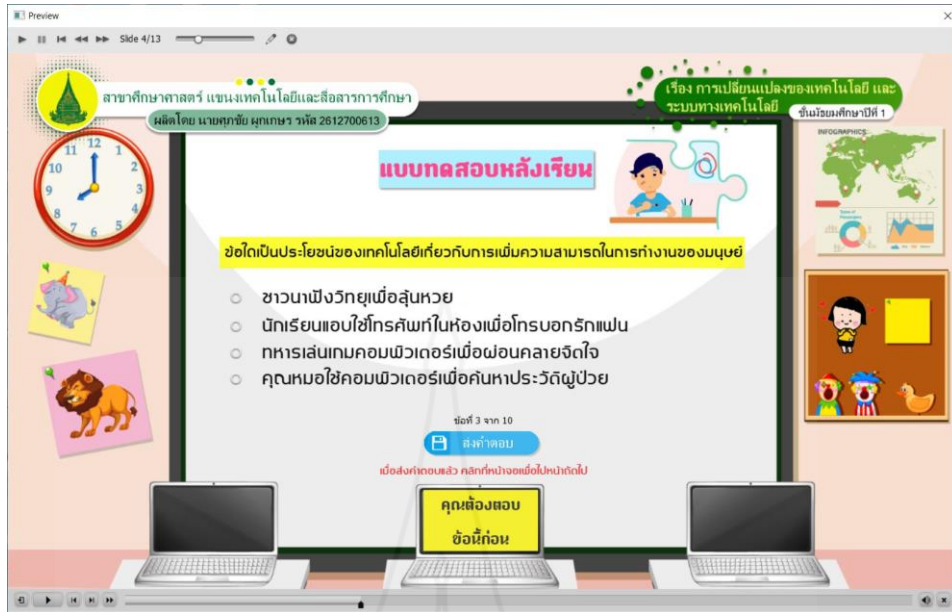 Preview
Slide 4/13
สาขาศึกษาศาสตร์ แขนงเทคโนโลยีและสื่อสารการศึกษา
ผลิตโดย นายศุภชัย ผูกเกษร รหัส 2612700613
เรื่อง การเปลี่ยนแปลงของเทคโนโลยี และ
ระบบทางเทคโนโลยี
ชั้นมัธยมศึกษาปีที่ 1
12
1
2
3
4
5
6
7
8
9
10
11
INFOGRAPHICS
แบบทดสอบหลังเรียน
ข้อใดเป็นประโยชน์ของเทคโนโลยีเกี่ยวกับการเพิ่มความสามารถในการทำงานของมนุษย์
ชาวนาฟังวิทยุเพื่อลุ้นหวย
นักเรียนแอบใช้โทรศัพท์ในห้องเพื่อโทรบอกรักแฟน
ทหารเล่นเกมคอมพิวเตอร์เพื่อผ่อนคลายจิตใจ
คุณหมอใช้คอมพิวเตอร์เพื่อค้นหาประวัติผู้ป่วย
ข้อที่ 3 จาก 10
ส่งคำตอบ
เมื่อส่งคำตอบแล้ว คลิกที่หน้าจอเพื่อไปหน้าถัดไป
คุณต้องตอบ
ข้อนี้ก่อน